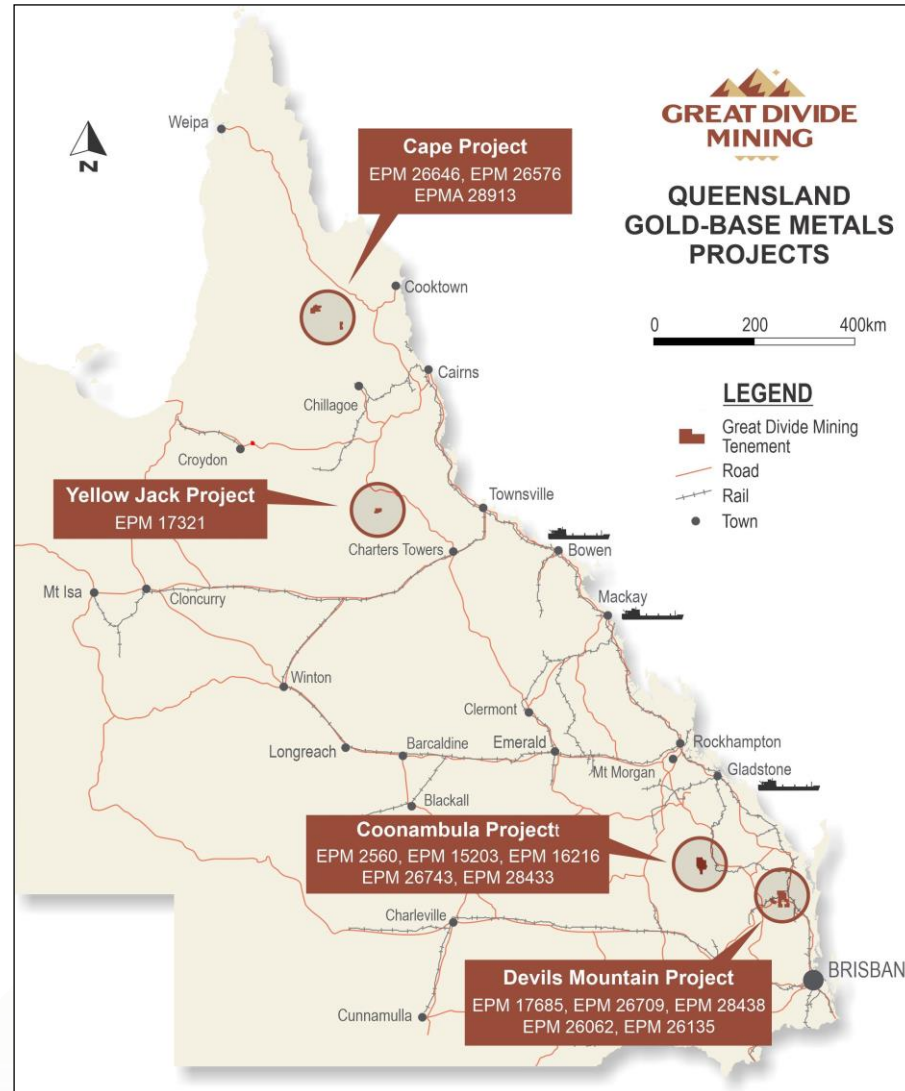 GREAT DIVIDE
MINING
QUEENSLAND
GOLD-BASE METALS
PROJECTS
0 200 400km
LEGEND
Great Divide Mining
Tenement
Road
Rail
Town
N
Weipa
Cape Project
EPM 26646, EPM 26576
EPMA 28913
Cooktown
Cairns
Chillagoe
Croydon
Yellow Jack Project
EPM 17321
Townsville
Charters Towers
Bowen
Mt Isa
Cloncurry
Mackay
Winton
Clermont
Longreach
Barcaldine
Emerald
Rockhampton
Mt Morgan
Gladstone
Blackall
Coonambula Projectt
EPM 2560, EPM 15203, EPM 16216
EPM 26743, EPM 28433
Charleville
Devils Mountain Project
EPM 17685, EPM 26709, EPM 28438
EPM 26062, EPM 26135
BRISBAN
Cunnamulla